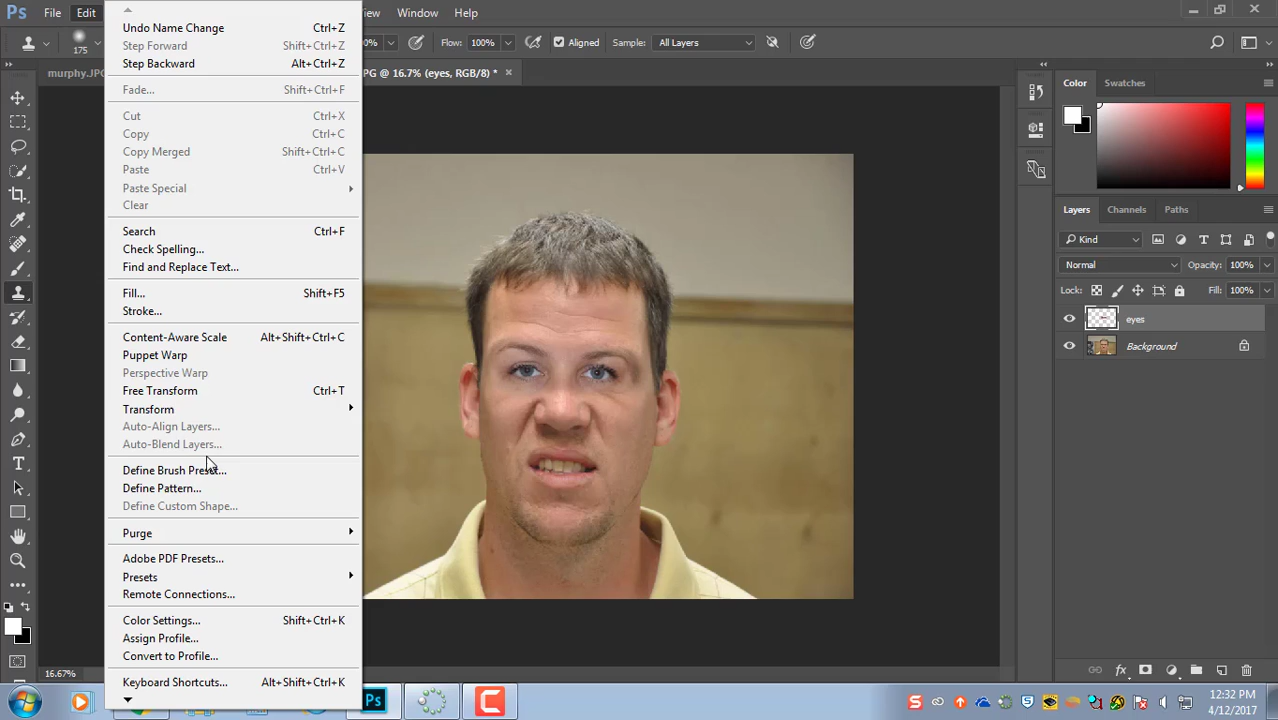 Ps File Edit View Window Help
175 0% Flow: 100% Aligned Sample: All Layers
murphy.JPG PG @ 16.7% (eyes, RGB/8) *
Undo Name Change Ctrl+Z
Step Forward Shift+Ctrl+Z
Step Backward Alt+Ctrl+Z
Fade... Shift+Ctrl+F
Cut Ctrl+X
Copy Ctrl+C
Copy Merged Shift+Ctrl+C
Paste Ctrl+V
Paste Special
Clear
Search Ctrl+F
Check Spelling...
Find and Replace Text...
Fill... Shift+F5
Stroke...
Content-Aware Scale Alt+Shift+Ctrl+C
Puppet Warp
Perspective Warp
Free Transform Ctrl+T
Transform
Auto-Align Layers...
Auto-Blend Layers...
Define Brush Preset...
Define Pattern...
Define Custom Shape...
Purge
Adobe PDF Presets...
Presets
Remote Connections...
Color Settings... Shift+Ctrl+K
Assign Profile...
Convert to Profile...
Keyboard Shortcuts... Alt+Shift+Ctrl+K
Color Swatches
Layers Channels Paths
Kind
Normal Opacity: 100%
Lock: Fill: 100%
eyes
Background
16.67%
Ps
12:32 PM
4/12/2017